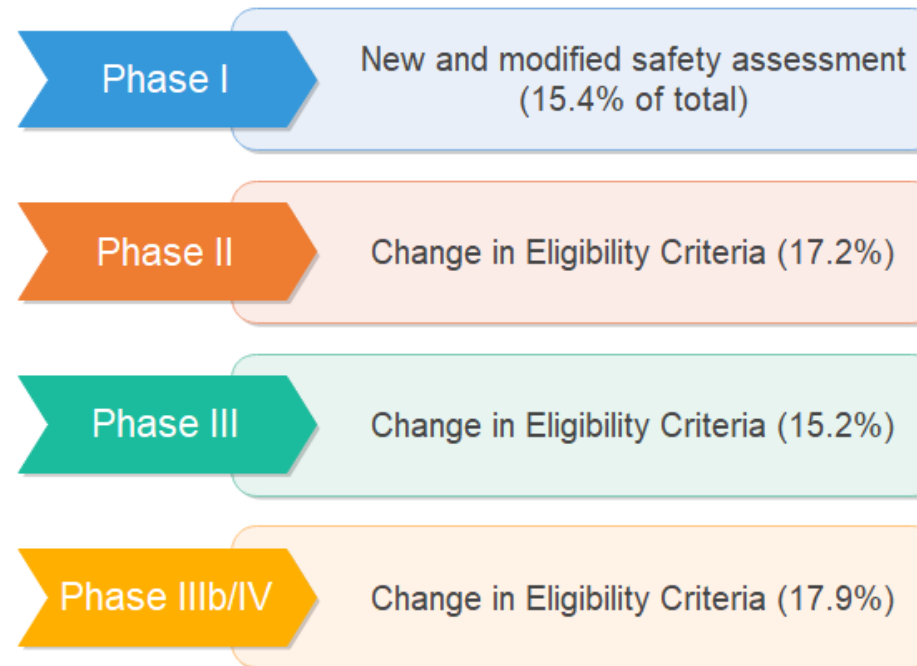 Phase I
New and modified safety assessment
(15.4% of total)
Phase II
Change in Eligibility Criteria (17.2%)
Phase III
Change in Eligibility Criteria (15.2%)
Phase IIIb/IV
Change in Eligibility Criteria (17.9%)